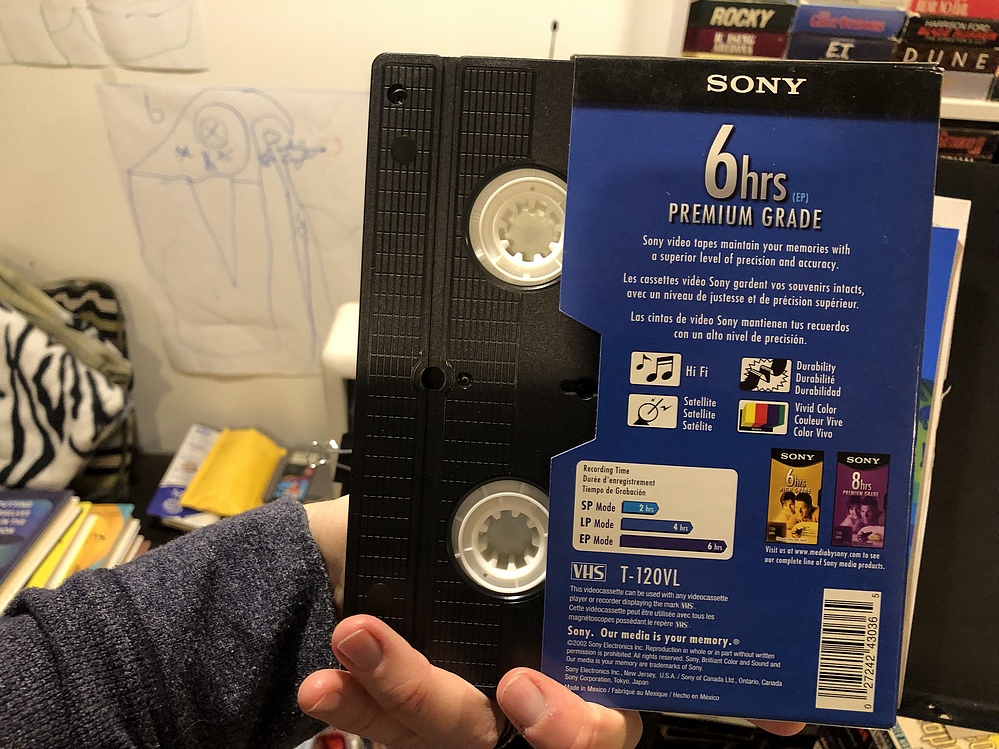 ROCKY
E.T.
HARRISON FORD
BLADE RUNNER
DUNE
SONY
6hrs (EP)
PREMIUM GRADE
Sony video tapes maintain your memories with
a superior level of precision and accuracy.
Les cassettes vidéo Sony gardent vos souvenirs intacts,
avec un niveau de justesse et de précision supérieur.
Las cintas de video Sony mantienen tus recuerdos
con un alto nivel de precisión.
Hi Fi
Durability
Durabilité
Durabilidad
Satellite
Satellite
Satélite
Vivid Color
Couleur Vive
Color Vivo
Recording Time
Durée d'enregistrement
Tiempo de Grabación
SP Mode 2 hrs
LP Mode 4 hrs
EP Mode 6 hrs
SONY
6hrs
SONY
8hrs
PREMIUM GRADE
Visit us at www.mediabysony.com to see
our complete line of Sony media products.
VHS T-120VL
This videocassette can be used with any videocassette
player or recorder displaying the mark VHS.
Cette vidéocassette peut être utilisée avec tous les
magnétoscopes possédant le repère VHS.
Sony. Our media is your memory.®
©2002 Sony Electronics Inc. Reproduction in whole or in part without written
permission is prohibited. All rights reserved. Sony, Brilliant Color and Sound and
Our media is your memory are trademarks of Sony.
Sony Electronics Inc., New Jersey, U.S.A. / Sony of Canada Ltd., Ontario, Canada
Sony Corporation, Tokyo, Japan
Made in Mexico / Fabriqué au Mexique / Hecho en México
0 27242 43036 5